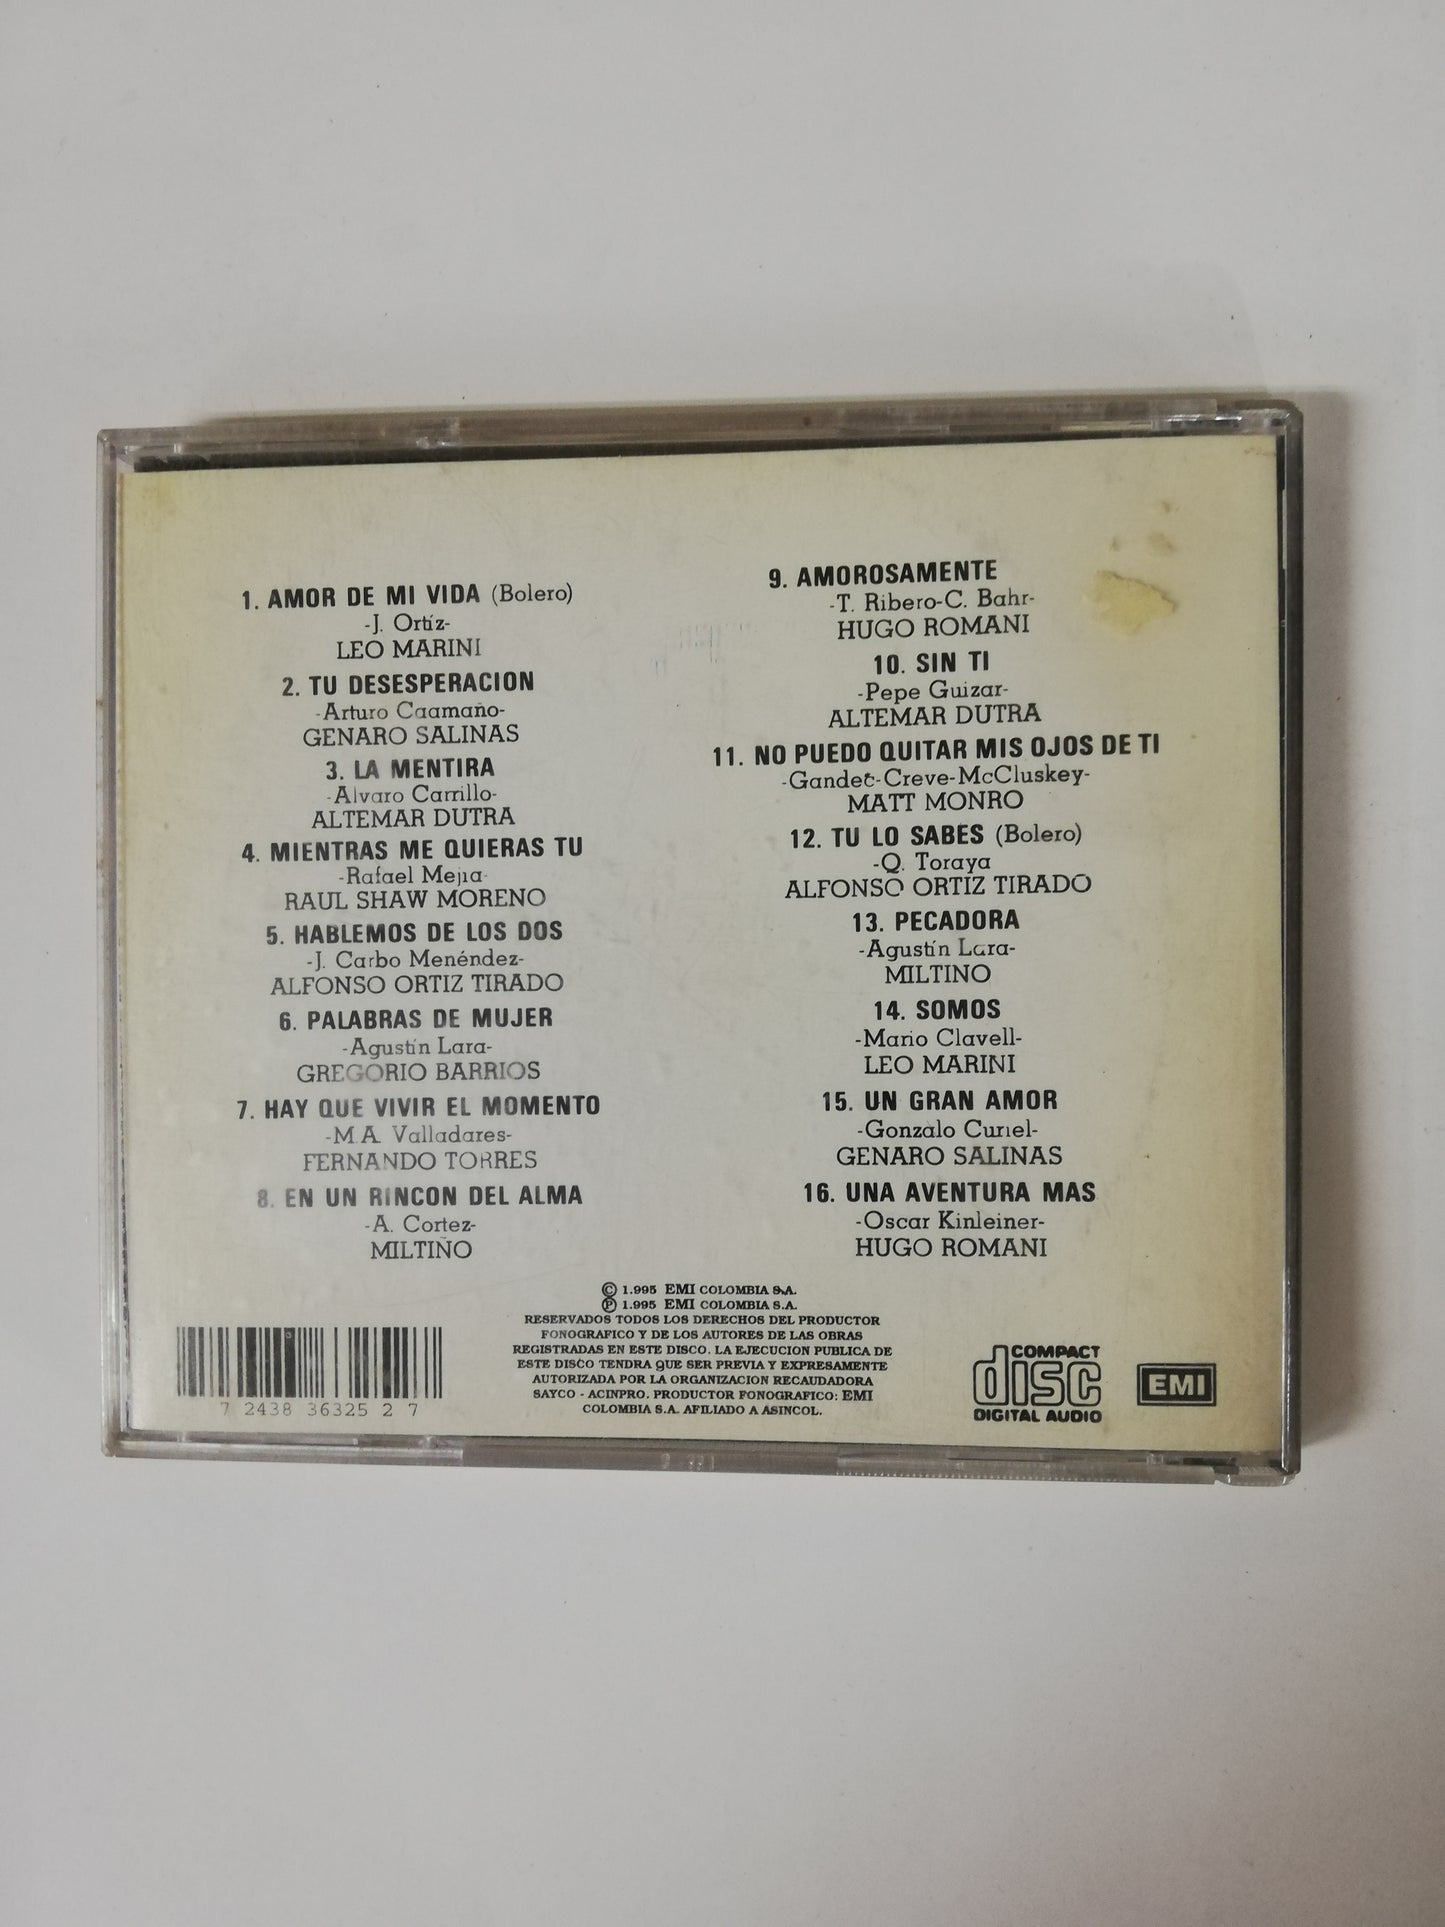 1. AMOR DE MI VIDA (Bolero)
-J. Ortíz-
LEO MARINI
2. TU DESESPERACION
-Arturo Caamaño-
GENARO SALINAS
3. LA MENTIRA
-Alvaro Carrillo-
ALTEMAR DUTRA
4. MIENTRAS ME QUIERAS TU
-Rafael Mejía-
RAUL SHAW MORENO
5. HABLEMOS DE LOS DOS
-J. Carbo Menéndez-
ALFONSO ORTIZ TIRADO
6. PALABRAS DE MUJER
-Agustín Lara-
GREGORIO BARRIOS
7. HAY QUE VIVIR EL MOMENTO
-M.A. Valladares-
FERNANDO TORRES
8. EN UN RINCON DEL ALMA
-A. Cortez-
MILTIÑO
9. AMOROSAMENTE
-T. Ribero-C. Bahr-
HUGO ROMANI
10. SIN TI
-Pepe Guizar-
ALTEMAR DUTRA
11. NO PUEDO QUITAR MIS OJOS DE TI
-Gandet-Creve-McCluskey-
MATT MONRO
12. TU LO SABES (Bolero)
-Q. Toraya
ALFONSO ORTIZ TIRADO
13. PECADORA
-Agustín Lara-
MILTINO
14. SOMOS
-Mario Clavell-
LEO MARINI
15. UN GRAN AMOR
-Gonzalo Curiel-
GENARO SALINAS
16. UNA AVENTURA MAS
-Oscar Kinleiner-
HUGO ROMANI
© 1.995 EMI COLOMBIA S.A.
℗ 1.995 EMI COLOMBIA S.A.
RESERVADOS TODOS LOS DERECHOS DEL PRODUCTOR
FONOGRAFICO Y DE LOS AUTORES DE LAS OBRAS
REGISTRADAS EN ESTE DISCO. LA EJECUCION PUBLICA DE
ESTE DISCO TENDRA QUE SER PREVIA Y EXPRESAMENTE
AUTORIZADA POR LA ORGANIZACION RECAUDADORA
SAYCO - ACINPRO. PRODUCTOR FONOGRAFICO: EMI
COLOMBIA S.A. AFILIADO A ASINCOL.
7 2438 36325 2 7
COMPACT
disc
DIGITAL AUDIO
EMI